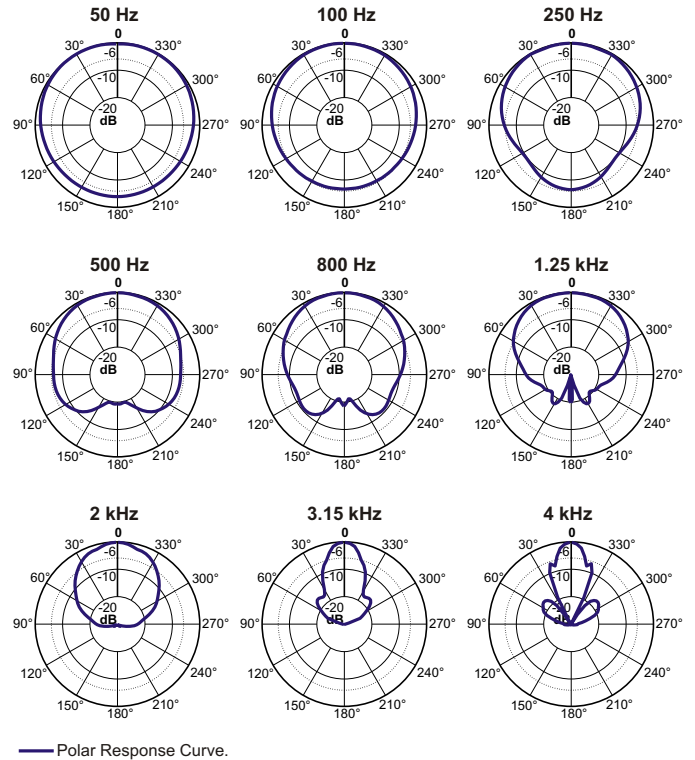 50 Hz 100 Hz 250 Hz
0 0 0
30° 330° 30° 330° 30° 330°
-6 -6 -6
60° -10 300° 60° -10 300° 60° -10 300°
-20 -20 -20
90° dB 270° 90° dB 270° 90° dB 270°
120° 240° 120° 240° 120° 240°
150° 210° 150° 210° 150° 210°
180° 180° 180°
500 Hz 800 Hz 1.25 kHz
0 0 0
30° 330° 30° 330° 30° 330°
-6 -6 -6
60° -10 300° 60° -10 300° 60° -10 300°
-20 -20 -20
90° dB 270° 90° dB 270° 90° dB 270°
120° 240° 120° 240° 120° 240°
150° 210° 150° 210° 150° 210°
180° 180° 180°
2 kHz 3.15 kHz 4 kHz
0 0 0
30° 330° 30° 330° 30° 330°
-6 -6 -6
60° -10 300° 60° -10 300° 60° -10 300°
-20 -20 -20
90° dB 270° 90° dB 270° 90° dB 270°
120° 240° 120° 240° 120° 240°
150° 210° 150° 210° 150° 210°
180° 180° 180°
Polar Response Curve.